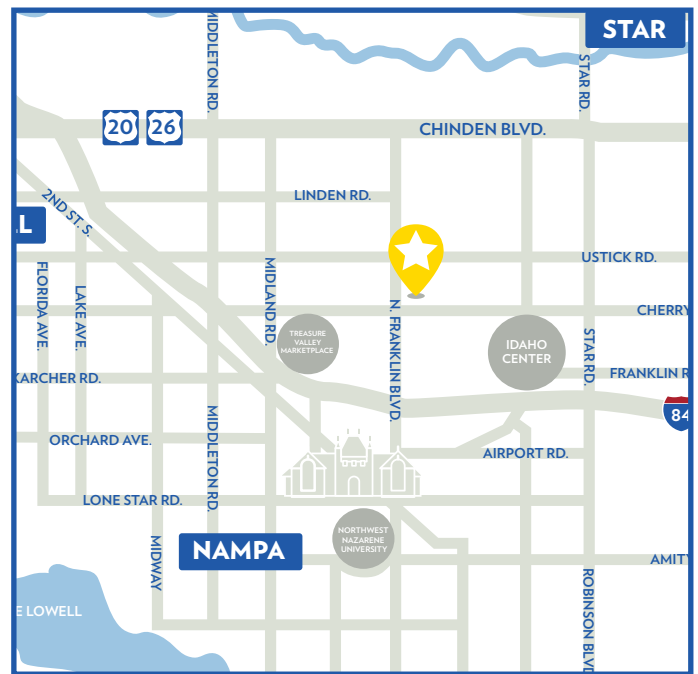 STAR
MIDDLETON RD.
STAR RD.
20
26
CHINDEN BLVD.
LINDEN RD.
2ND ST. S.
L
USTICK RD.
FLORIDA AVE.
LAKE AVE.
MIDLAND RD.
N. FRANKLIN BLVD.
CHERRY
TREASURE
VALLEY
MARKETPLACE
IDAHO
CENTER
STAR RD.
FRANKLIN R
KARCHER RD.
84
MIDDLETON RD.
ORCHARD AVE.
AIRPORT RD.
LONE STAR RD.
NORTHWEST
NAZARENE
UNIVERSITY
MIDWAY
NAMPA
AMITY
ROBINSON BLVD
E LOWELL